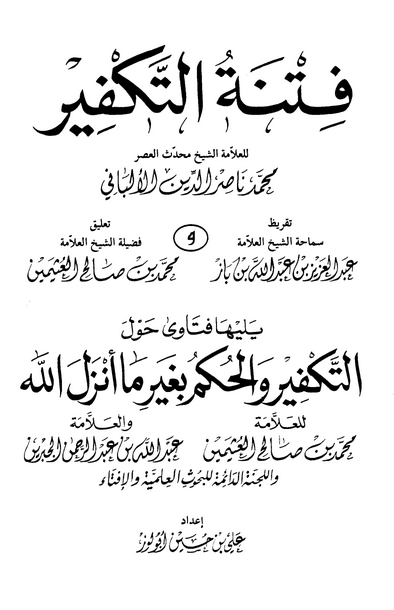 فِتْنَةُ التَّكْفِيرِ
للعلامة الشيخ محدّث العصر
محمد ناصر الدين الألباني
تقريظ
سماحة الشيخ العلامة
عبد العزيز بن عبد الله بن باز
و
تعليق
فضيلة الشيخ العلامة
محمد بن صالح العثيمين
يليها فتاوى حول
التكفير والحكم بغير ما أنزل الله
للعلامة
محمد بن صالح العثيمين
والعلامة
عبد الله بن عبد الرحمن الجبرين
واللجنة الدائمة للبحوث العلمية والإفتاء
إعداد
علي بن حسين أبو لوز